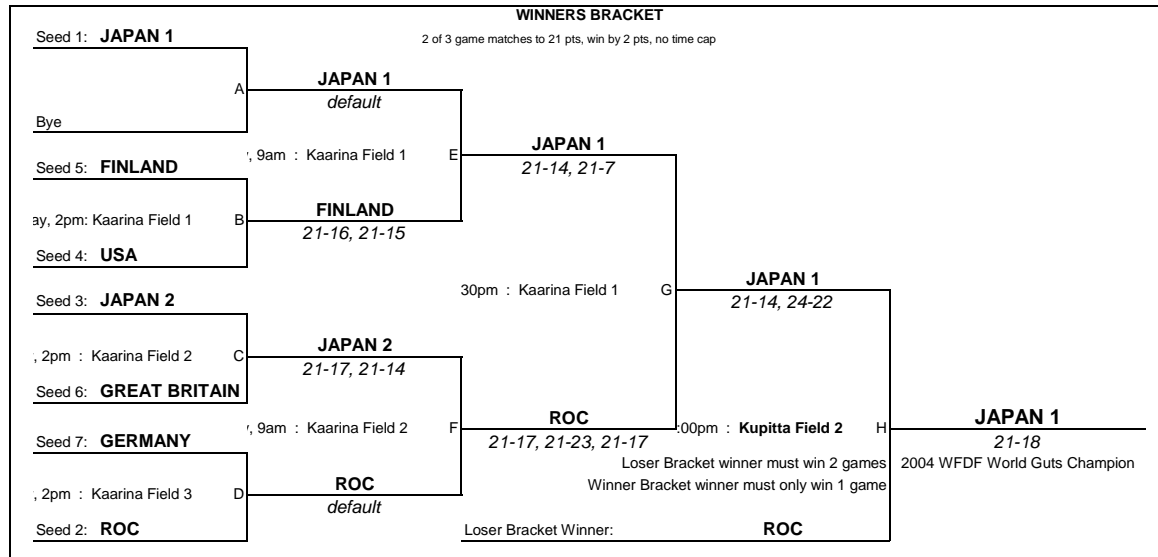 WINNERS BRACKET
2 of 3 game matches to 21 pts, win by 2 pts, no time cap
Seed 1: JAPAN 1
A
JAPAN 1
default
Bye
, 9am : Kaarina Field 1
E
JAPAN 1
21-14, 21-7
Seed 5: FINLAND
ay, 2pm: Kaarina Field 1
B
FINLAND
21-16, 21-15
Seed 4: USA
30pm : Kaarina Field 1
G
JAPAN 1
21-14, 24-22
Seed 3: JAPAN 2
, 2pm : Kaarina Field 2
C
JAPAN 2
21-17, 21-14
Seed 6: GREAT BRITAIN
, 9am : Kaarina Field 2
F
ROC
21-17, 21-23, 21-17
:00pm : Kupitta Field 2
H
JAPAN 1
21-18
Seed 7: GERMANY
Loser Bracket winner must win 2 games
2004 WFDF World Guts Champion
Winner Bracket winner must only win 1 game
, 2pm : Kaarina Field 3
D
ROC
default
Seed 2: ROC
Loser Bracket Winner: ROC